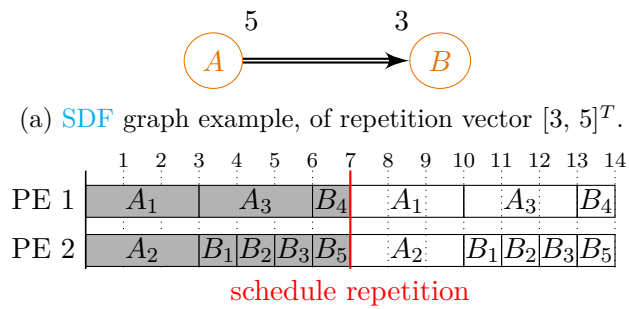 5 3
A B
(a) SDF graph example, of repetition vector [3, 5]^T.
1 2 3 4 5 6 7 8 9 10 11 12 13 14
PE 1 A₁ A₃ B₄ A₁ A₃ B₄
PE 2 A₂ B₁ B₂ B₃ B₅ A₂ B₁ B₂ B₃ B₅
schedule repetition